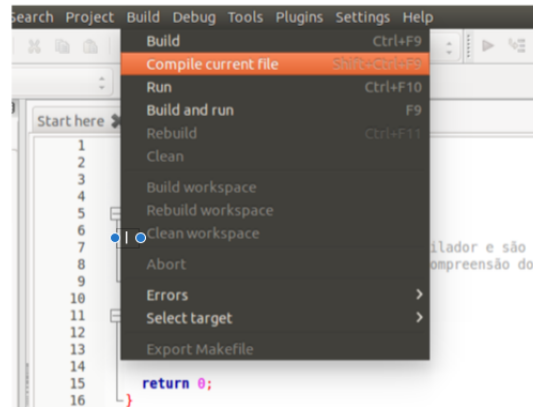 Search Project Build Debug Tools Plugins Settings Help
Build Ctrl+F9
Compile current file Shift+Ctrl+F9
Run Ctrl+F10
Build and run F9
Rebuild Ctrl+F11
Clean
Build workspace
Rebuild workspace
Clean workspace
Abort
Errors
Select target
Export Makefile
Start here
1
2
3
4
5
6
7 ilador e são
8 ompreensão do
9
10
11
12
13
14
15 return 0;
16 }